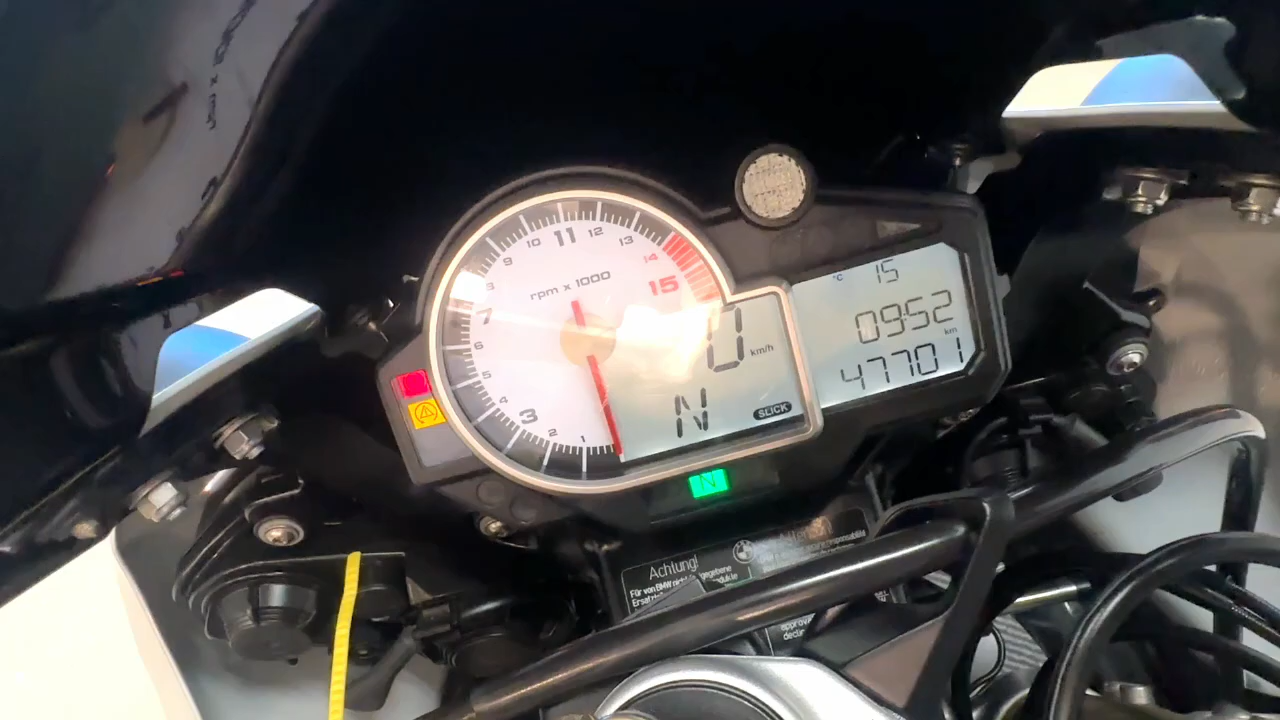 1
2
3
4
5
6
7
8
9
10
11
12
13
14
15
rpm x 1000
0 km/h
N
SLICK
°C 15
09:52
km
47701
N
Achtung!
Für von BMW nicht
Ersatz